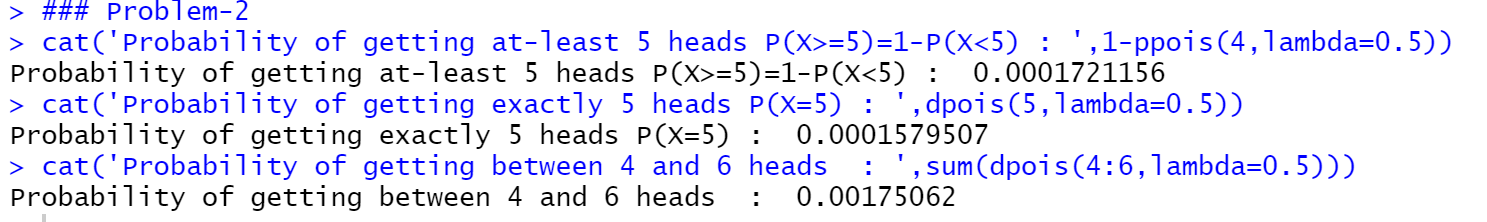 > ### Problem-2
> cat('Probability of getting at-least 5 heads P(X>=5)=1-P(X<5) : ',1-ppois(4,lambda=0.5))
Probability of getting at-least 5 heads P(X>=5)=1-P(X<5) :  0.0001721156
> cat('Probability of getting exactly 5 heads P(X=5) : ',dpois(5,lambda=0.5))
Probability of getting exactly 5 heads P(X=5) :  0.0001579507
> cat('Probability of getting between 4 and 6 heads  : ',sum(dpois(4:6,lambda=0.5)))
Probability of getting between 4 and 6 heads  :  0.00175062